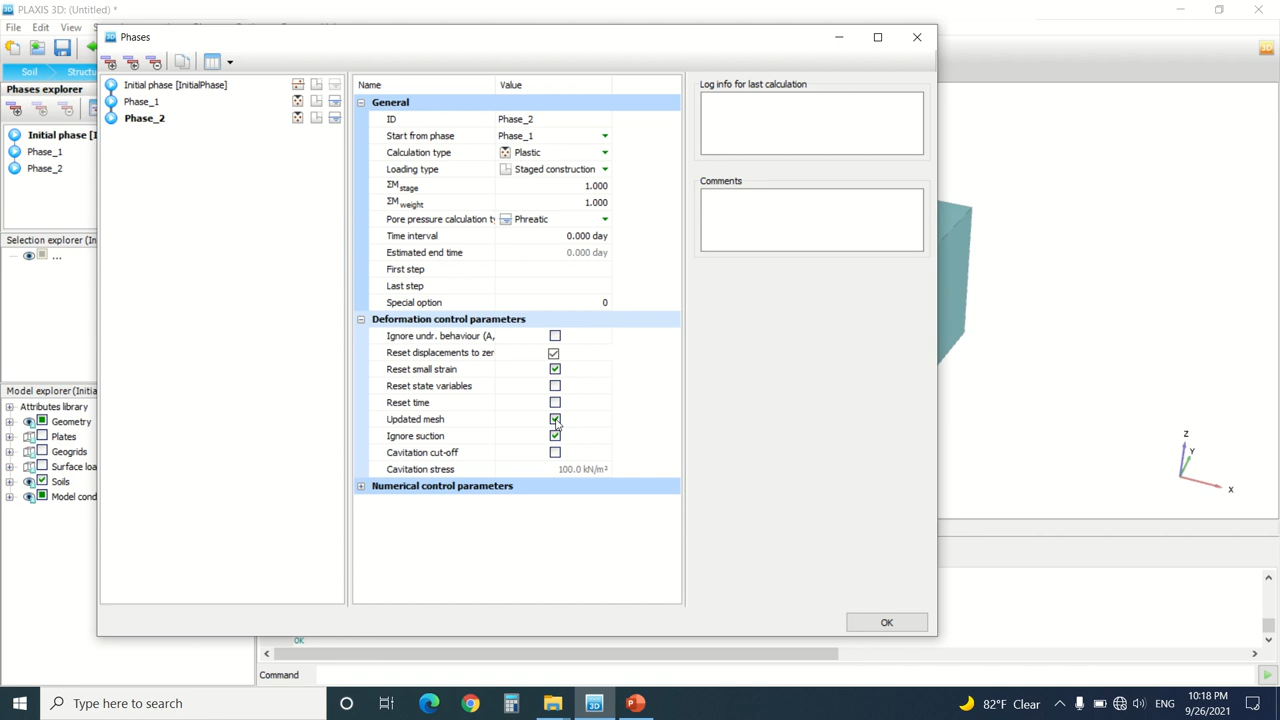 PLAXIS 3D: (Untitled) *
File Edit View
Phases
Soil Structu
Phases explorer
Initial phase [I
Phase_1
Phase_2
Selection explorer (In
...
Model explorer (Initia
Attributes library
Geometry
Plates
Geogrids
Surface loa
Soils
Model cond
Initial phase [InitialPhase]
Phase_1
Phase_2
Name Value
General
ID Phase_2
Start from phase Phase_1
Calculation type Plastic
Loading type Staged construction
ΣMstage 1.000
ΣMweight 1.000
Pore pressure calculation ty Phreatic
Time interval 0.000 day
Estimated end time 0.000 day
First step
Last step
Special option 0
Deformation control parameters
Ignore undr. behaviour (A,
Reset displacements to zer
Reset small strain
Reset state variables
Reset time
Updated mesh
Ignore suction
Cavitation cut-off
Cavitation stress 100.0 kN/m²
Numerical control parameters
Log info for last calculation
Comments
OK
Z
Y
X
OK
Command
Type here to search
82°F Clear
ENG
10:18 PM
9/26/2021